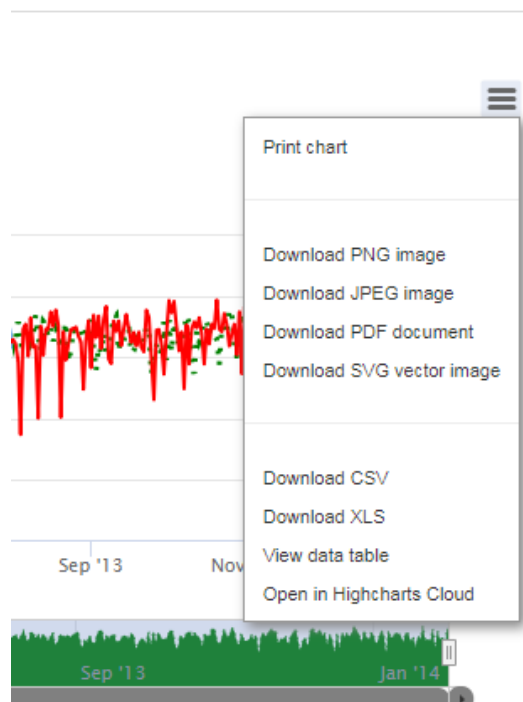 Print chart
Download PNG image
Download JPEG image
Download PDF document
Download SVG vector image
Download CSV
Download XLS
View data table
Open in Highcharts Cloud
Sep '13
Nov
Sep '13
Jan '14